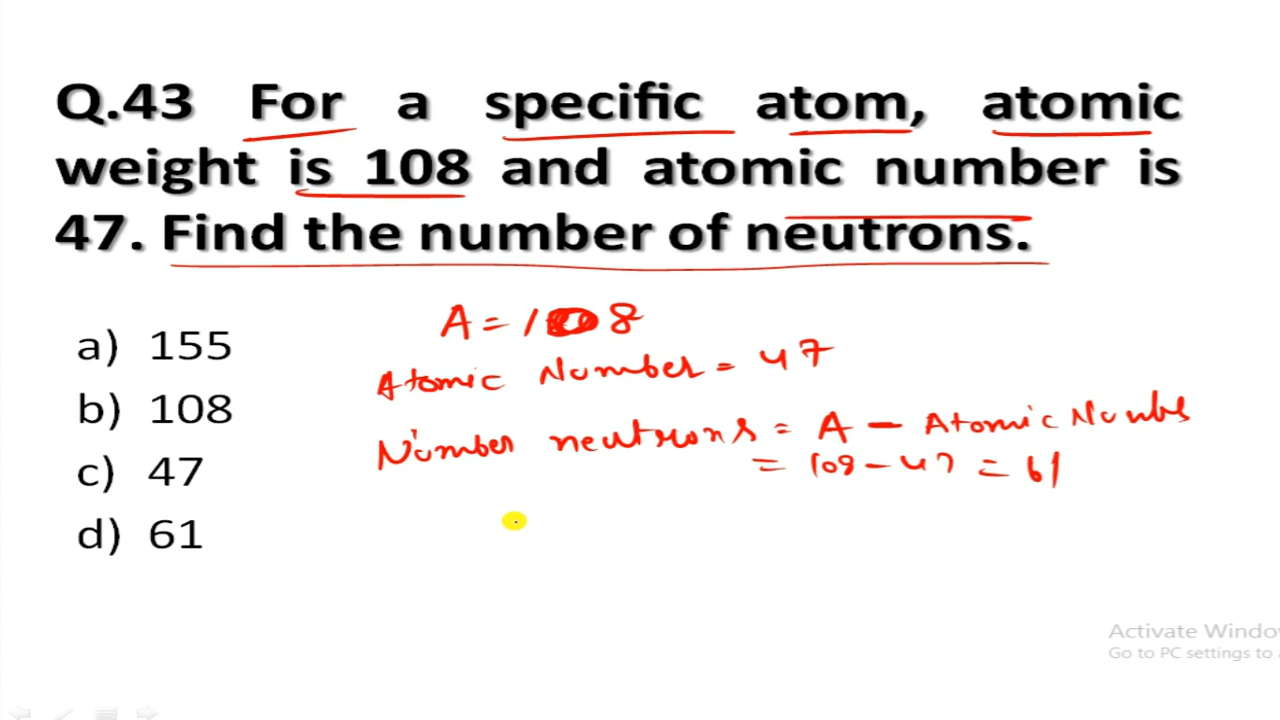 Q.43 For a specific atom, atomic
weight is 108 and atomic number is
47. Find the number of neutrons.
a) 155
b) 108
c) 47
d) 61
A = 108
Atomic Number = 47
Number neutrons = A - Atomic Numbe
= 108 - 47 = 61
Activate Windo
Go to PC settings to a